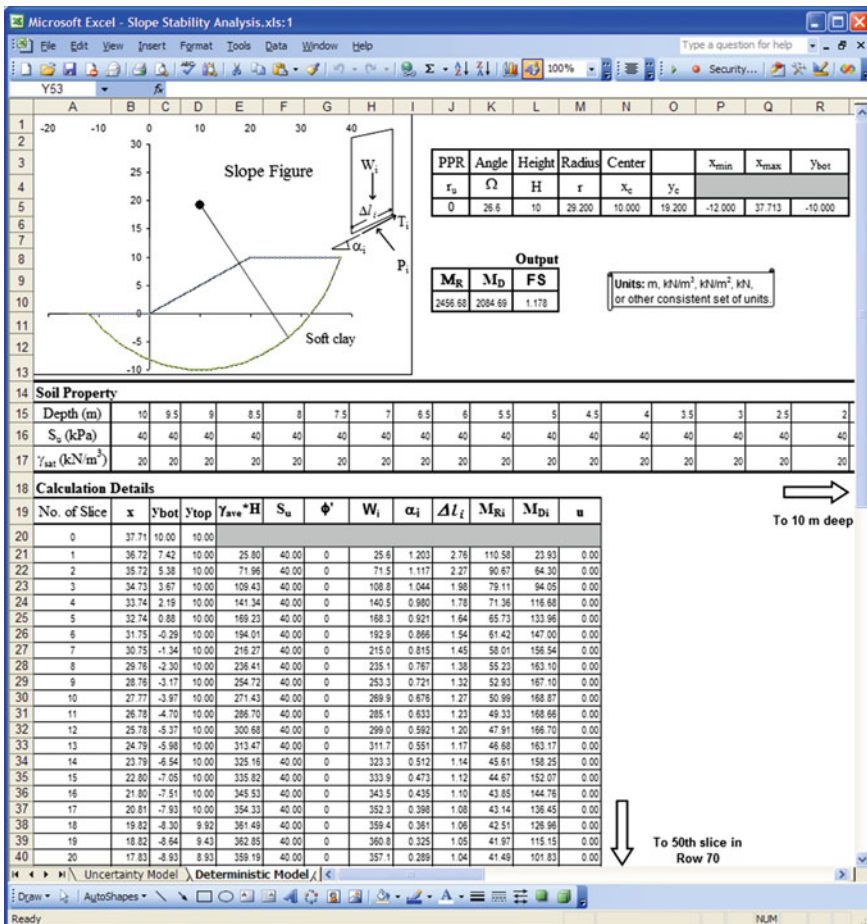 Microsoft Excel - Slope Stability Analysis.xls:1
File Edit View Insert Format Tools Data Window Help
Type a question for help
100%
Security...
Y53 fx
A B C D E F G H I J K L M N O P Q R
-20 -10 0 10 20 30 40
30
25
20
15
10
5
0
-5
-10
Slope Figure
Soft clay
Wᵢ
Δlᵢ
Tᵢ
αᵢ
Pᵢ
PPR Angle Height Radius Center xmin xmax ybot
rᵤ Ω H r xc yc
0 26.6 10 29.200 10.000 19.200 -12.000 37.713 -10.000
Output
MR MD FS
2456.68 2084.69 1.178
Units: m, kN/m³, kN/m², kN,
or other consistent set of units.
14 Soil Property
15 Depth (m) 10 9.5 9 8.5 8 7.5 7 6.5 6 5.5 5 4.5 4 3.5 3 2.5 2
16 Sᵤ (kPa) 40 40 40 40 40 40 40 40 40 40 40 40 40 40 40 40 40
17 γsat (kN/m³) 20 20 20 20 20 20 20 20 20 20 20 20 20 20 20 20 20
18 Calculation Details
19 No. of Slice x ybot ytop γave*H Sᵤ ϕ' Wᵢ αᵢ Δlᵢ MRi MDi u
20 0 37.71 10.00 10.00
21 1 36.72 7.42 10.00 25.80 40.00 0 25.6 1.203 2.76 110.58 23.93 0.00
22 2 35.72 5.38 10.00 71.96 40.00 0 71.5 1.117 2.27 90.67 64.30 0.00
23 3 34.73 3.67 10.00 109.43 40.00 0 108.8 1.044 1.98 79.11 94.05 0.00
24 4 33.74 2.19 10.00 141.34 40.00 0 140.5 0.980 1.78 71.36 116.68 0.00
25 5 32.74 0.88 10.00 169.23 40.00 0 168.3 0.921 1.64 65.73 133.96 0.00
26 6 31.75 -0.29 10.00 194.01 40.00 0 192.9 0.866 1.54 61.42 147.00 0.00
27 7 30.75 -1.34 10.00 216.27 40.00 0 215.0 0.815 1.45 58.01 156.54 0.00
28 8 29.76 -2.30 10.00 236.41 40.00 0 235.1 0.767 1.38 55.23 163.10 0.00
29 9 28.76 -3.17 10.00 254.72 40.00 0 253.3 0.721 1.32 52.93 167.10 0.00
30 10 27.77 -3.97 10.00 271.43 40.00 0 269.9 0.676 1.27 50.99 168.87 0.00
31 11 26.78 -4.70 10.00 286.70 40.00 0 285.1 0.633 1.23 49.33 168.66 0.00
32 12 25.78 -5.37 10.00 300.68 40.00 0 299.0 0.592 1.20 47.91 166.70 0.00
33 13 24.79 -5.98 10.00 313.47 40.00 0 311.7 0.551 1.17 46.68 163.17 0.00
34 14 23.79 -6.54 10.00 325.16 40.00 0 323.3 0.512 1.14 45.61 158.25 0.00
35 15 22.80 -7.05 10.00 335.82 40.00 0 333.9 0.473 1.12 44.67 152.07 0.00
36 16 21.80 -7.51 10.00 345.53 40.00 0 343.5 0.435 1.10 43.85 144.76 0.00
37 17 20.81 -7.93 10.00 354.33 40.00 0 352.3 0.398 1.08 43.14 136.45 0.00
38 18 19.82 -8.30 9.92 361.49 40.00 0 359.4 0.361 1.06 42.51 126.96 0.00
39 19 18.82 -8.64 9.43 362.85 40.00 0 360.8 0.325 1.05 41.97 115.15 0.00
40 20 17.83 -8.93 8.93 359.19 40.00 0 357.1 0.289 1.04 41.49 101.83 0.00
To 10 m deep
To 50th slice in
Row 70
Uncertainty Model Deterministic Model
Draw AutoShapes
Ready NUM